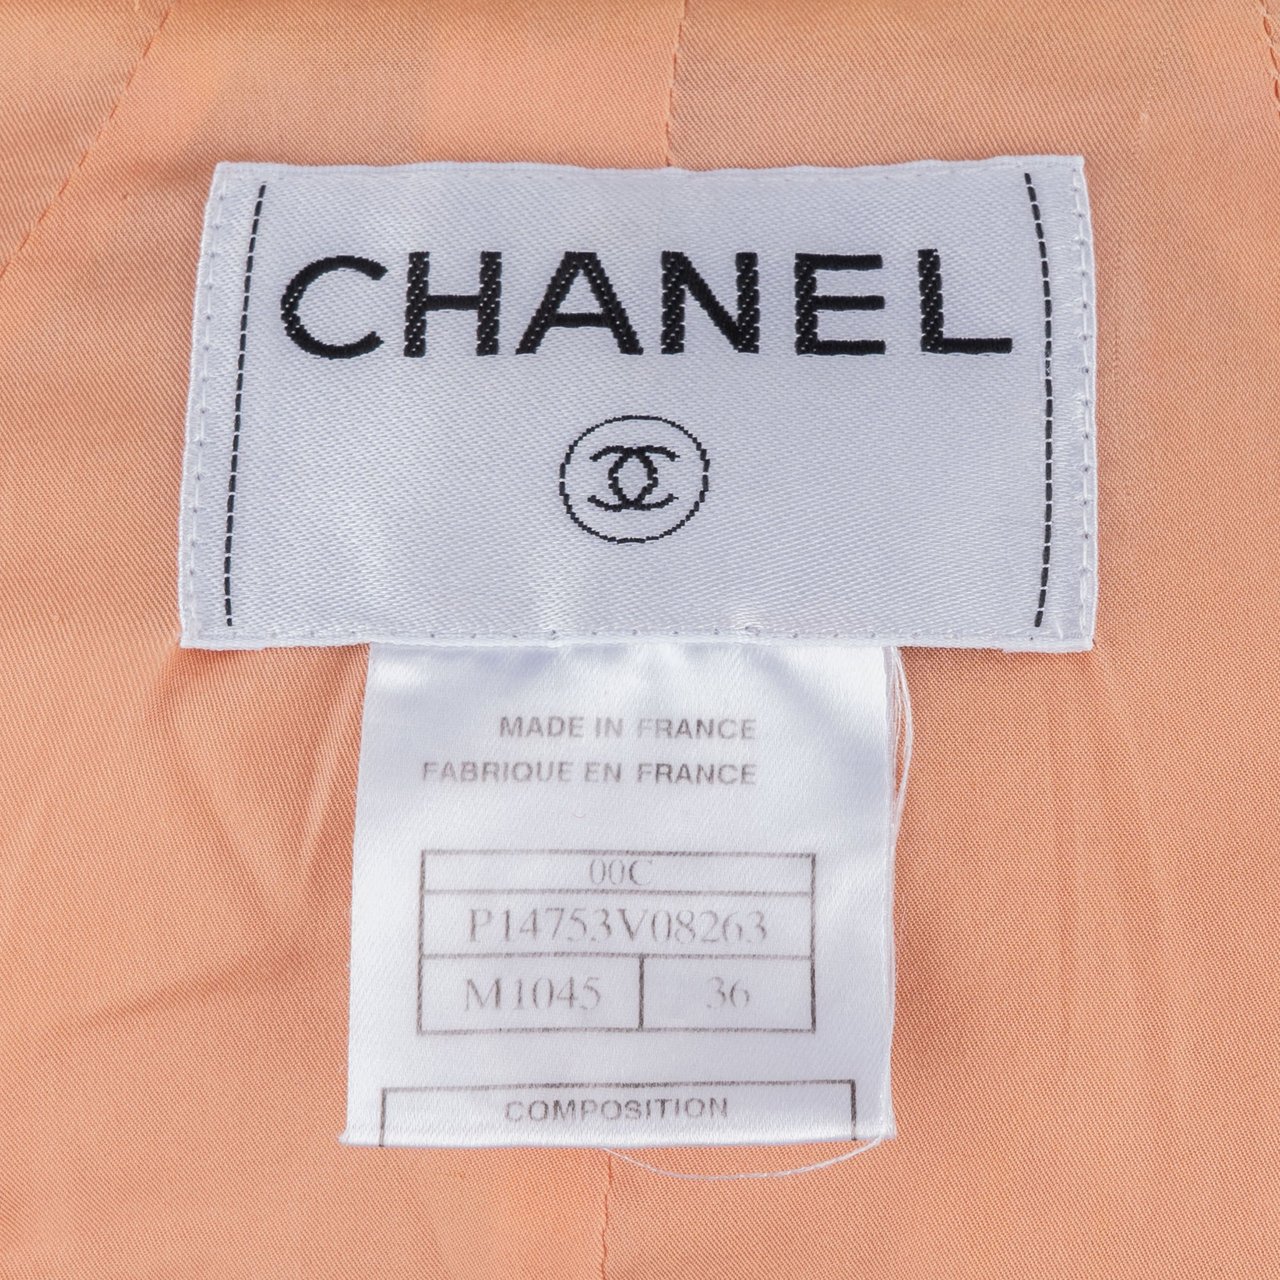 CHANEL
MADE IN FRANCE
FABRIQUE EN FRANCE
00C
P14753V08263
M1045 36
COMPOSITION